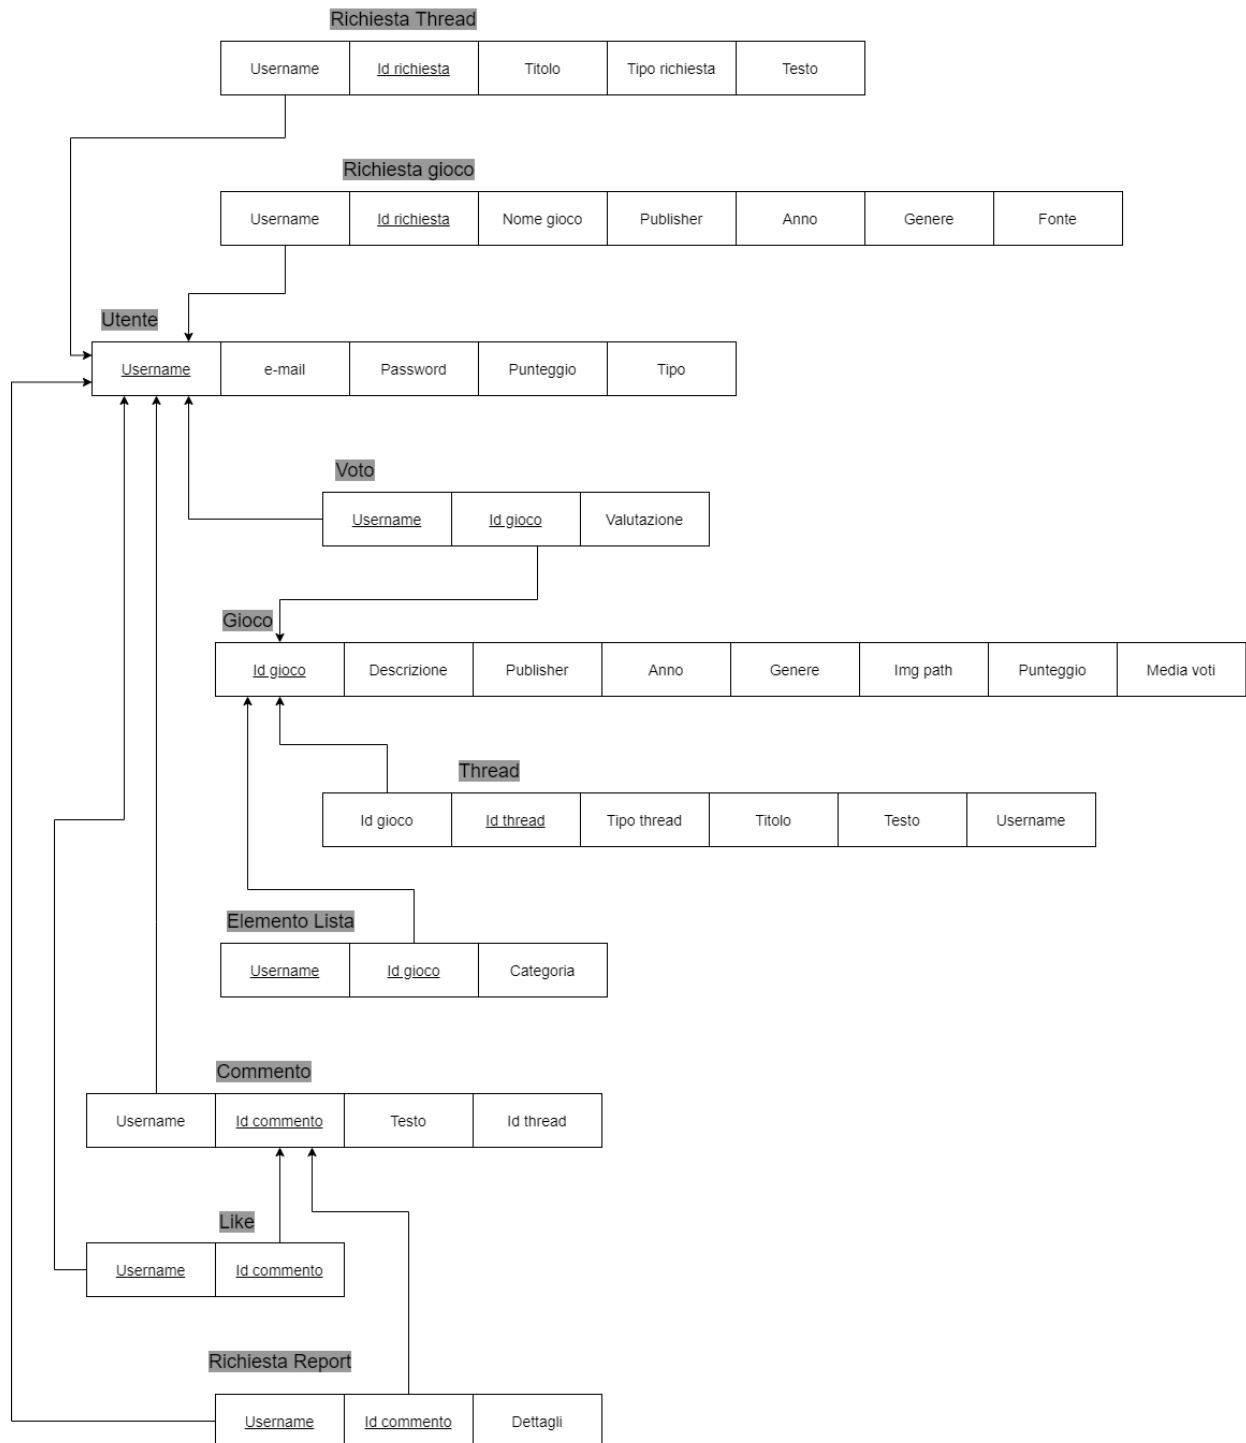 Richiesta Thread
Username Id richiesta Titolo Tipo richiesta Testo
Richiesta gioco
Username Id richiesta Nome gioco Publisher Anno Genere Fonte
Utente
Username e-mail Password Punteggio Tipo
Voto
Username Id gioco Valutazione
Gioco
Id gioco Descrizione Publisher Anno Genere Img path Punteggio Media voti
Thread
Id gioco Id thread Tipo thread Titolo Testo Username
Elemento Lista
Username Id gioco Categoria
Commento
Username Id commento Testo Id thread
Like
Username Id commento
Richiesta Report
Username Id commento Dettagli